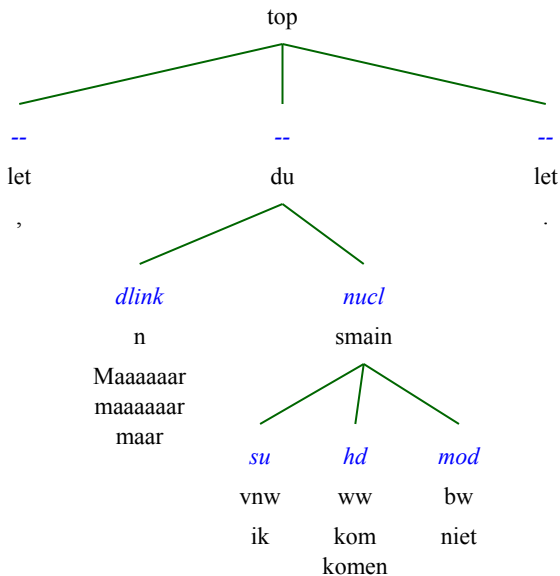 top
-- -- --
let du let
, .
dlink nucl
n smain
Maaaaaar
maaaaaar
maar
su hd mod
vnw ww bw
ik kom niet
komen